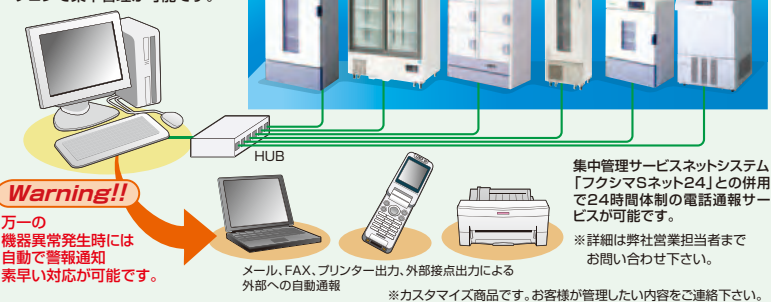 HUB
Warning!!
万一の
機器異常発生時には
自動で警報通知
素早い対応が可能です。
メール、FAX、プリンター出力、外部接点出力による
外部への自動通報
集中管理サービスネットシステム
「フクシマSネット24」との併用
で24時間体制の電話通報サー
ビスが可能です。
※詳細は弊社営業担当者まで
お問い合わせ下さい。
※カスタマイズ商品です。お客様が管理したい内容をご連絡下さい。